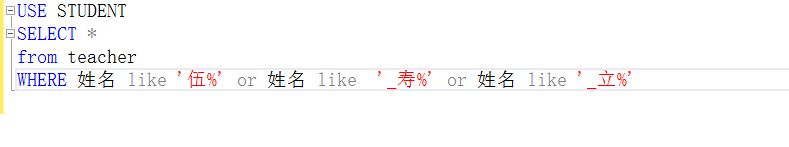 USE STUDENT
SELECT *
from teacher
WHERE 姓名 like '伍%' or 姓名 like  '_寿%' or 姓名 like '_立%'